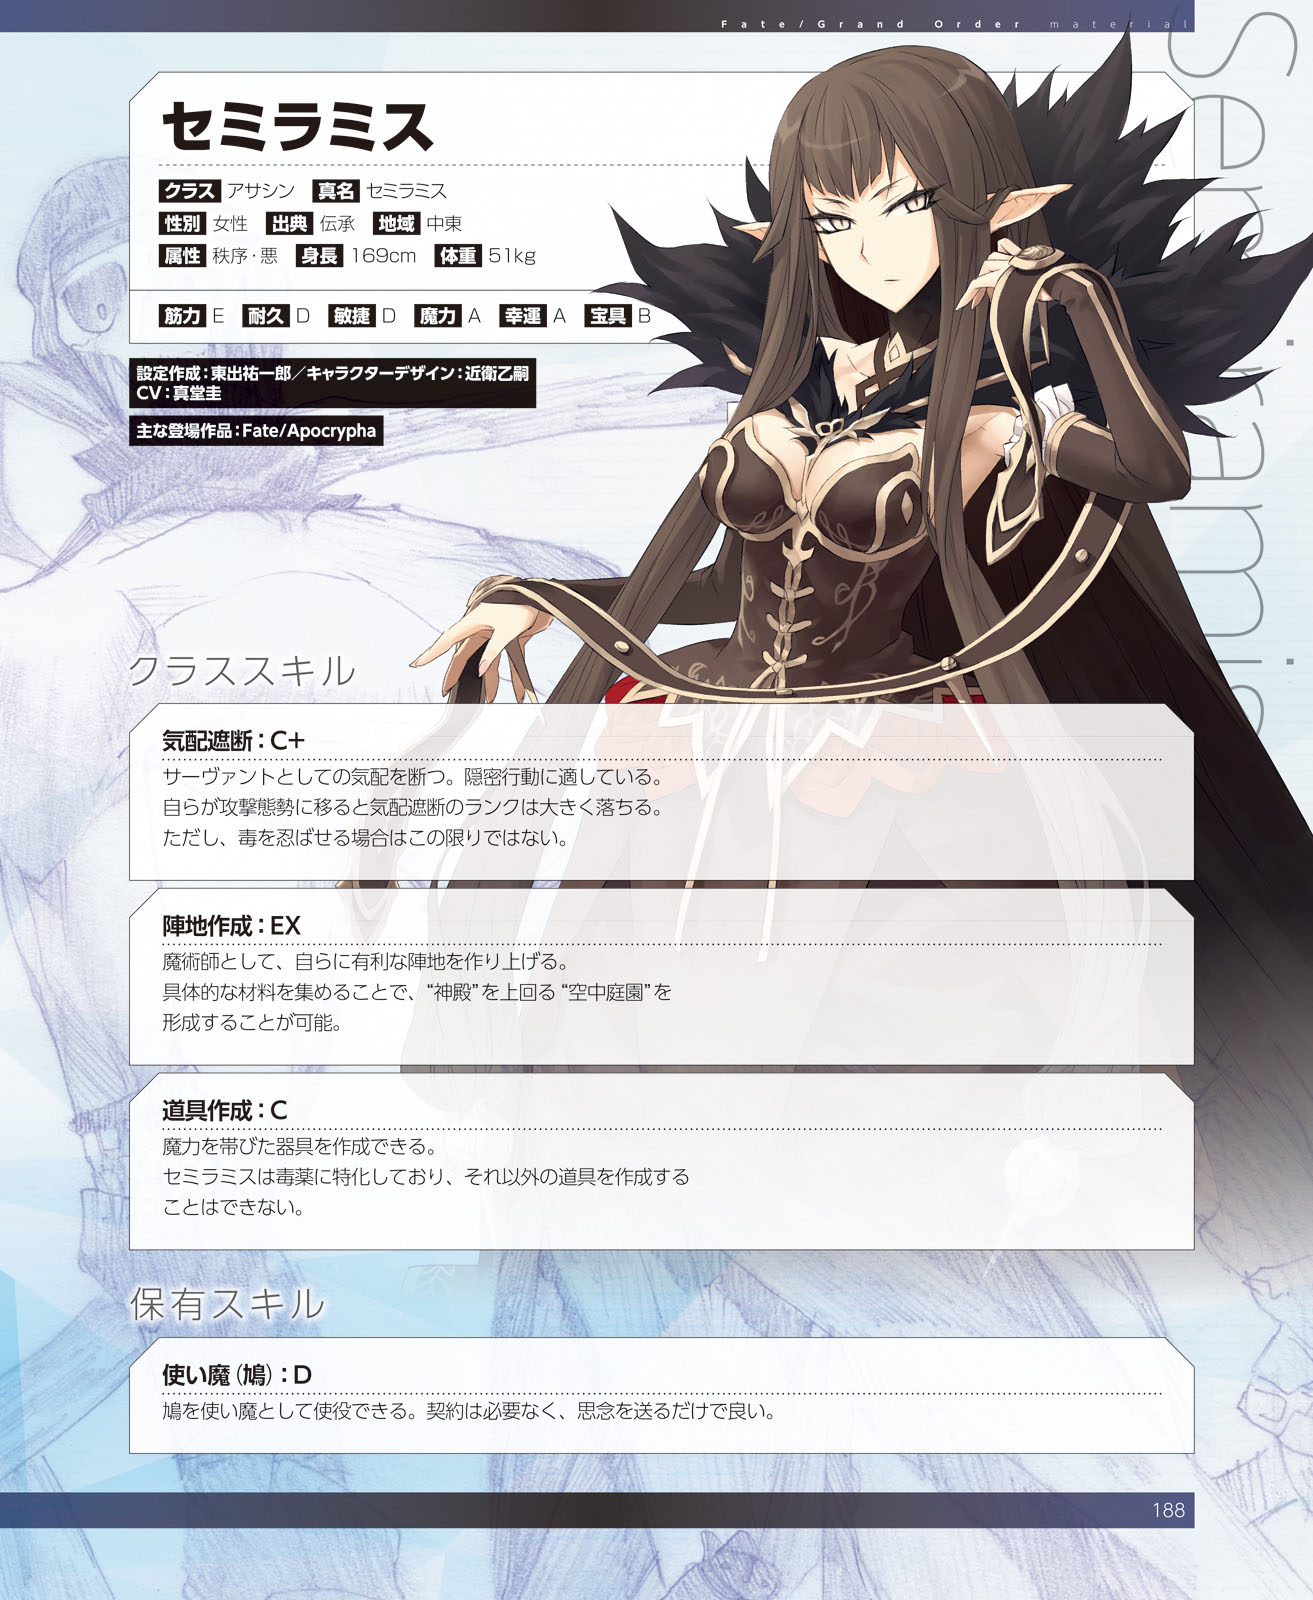 Fate/Grand Order material
Semiramis
セミラミス
クラス アサシン 真名 セミラミス
性別 女性 出典 伝承 地域 中東
属性 秩序・悪 身長 169cm 体重 51kg
筋力 E 耐久 D 敏捷 D 魔力 A 幸運 A 宝具 B
設定作成：東出祐一郎／キャラクターデザイン：近衛乙嗣
CV：真堂圭
主な登場作品：Fate/Apocrypha
クラススキル
気配遮断：C+
サーヴァントとしての気配を断つ。隠密行動に適している。
自らが攻撃態勢に移ると気配遮断のランクは大きく落ちる。
ただし、毒を忍ばせる場合はこの限りではない。
陣地作成：EX
魔術師として、自らに有利な陣地を作り上げる。
具体的な材料を集めることで、“神殿”を上回る“空中庭園”を
形成することが可能。
道具作成：C
魔力を帯びた器具を作成できる。
セミラミスは毒薬に特化しており、それ以外の道具を作成する
ことはできない。
保有スキル
使い魔（鳩）：D
鳩を使い魔として使役できる。契約は必要なく、思念を送るだけで良い。
188